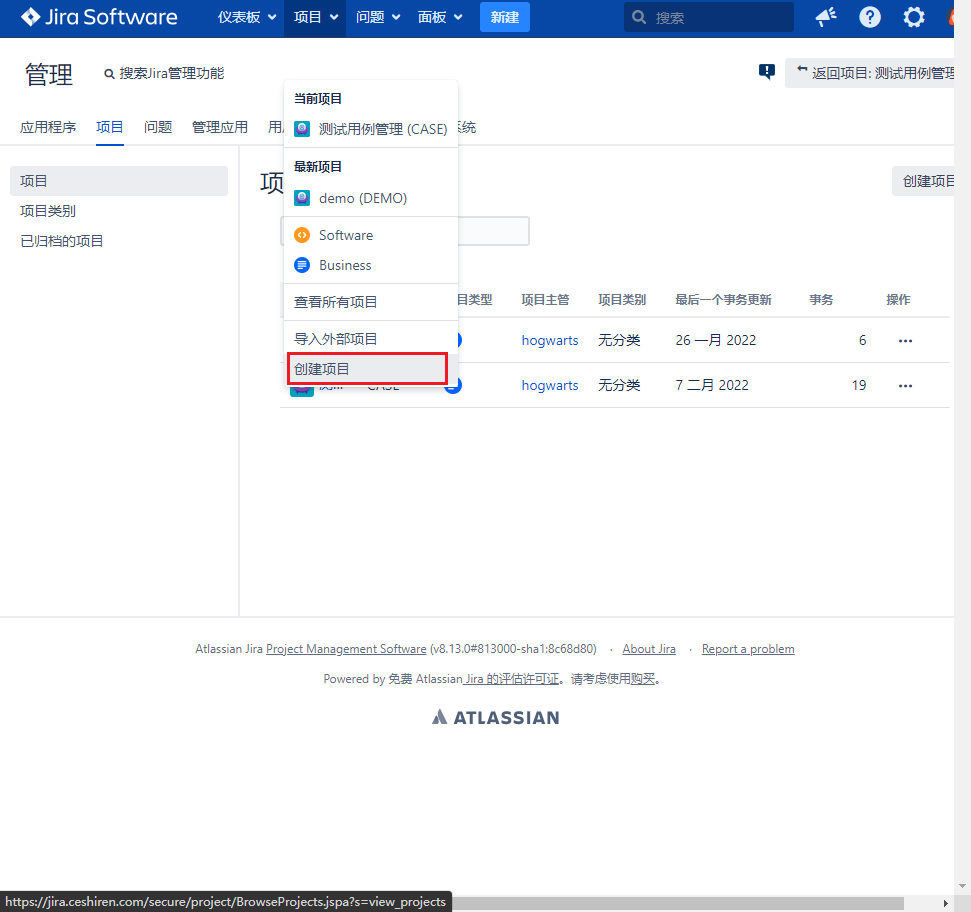 Jira Software 仪表板 项目 问题 面板 新建 搜索
管理 搜索Jira管理功能 返回项目: 测试用例管理
应用程序 项目 问题 管理应用
当前项目
测试用例管理 (CASE)
最新项目
demo (DEMO)
Software
Business
查看所有项目
导入外部项目
创建项目
项目
项目类别
已归档的项目
创建项目
项目类型 项目主管 项目类别 最后一个事务更新 事务 操作
hogwarts 无分类 26 一月 2022 6
CASE hogwarts 无分类 7 二月 2022 19
Atlassian Jira Project Management Software (v8.13.0#813000-sha1:8c68d80) · About Jira · Report a problem
Powered by 免费 Atlassian Jira 的评估许可证。请考虑使用购买。
ATLASSIAN
https://jira.ceshiren.com/secure/project/BrowseProjects.jspa?s=view_projects